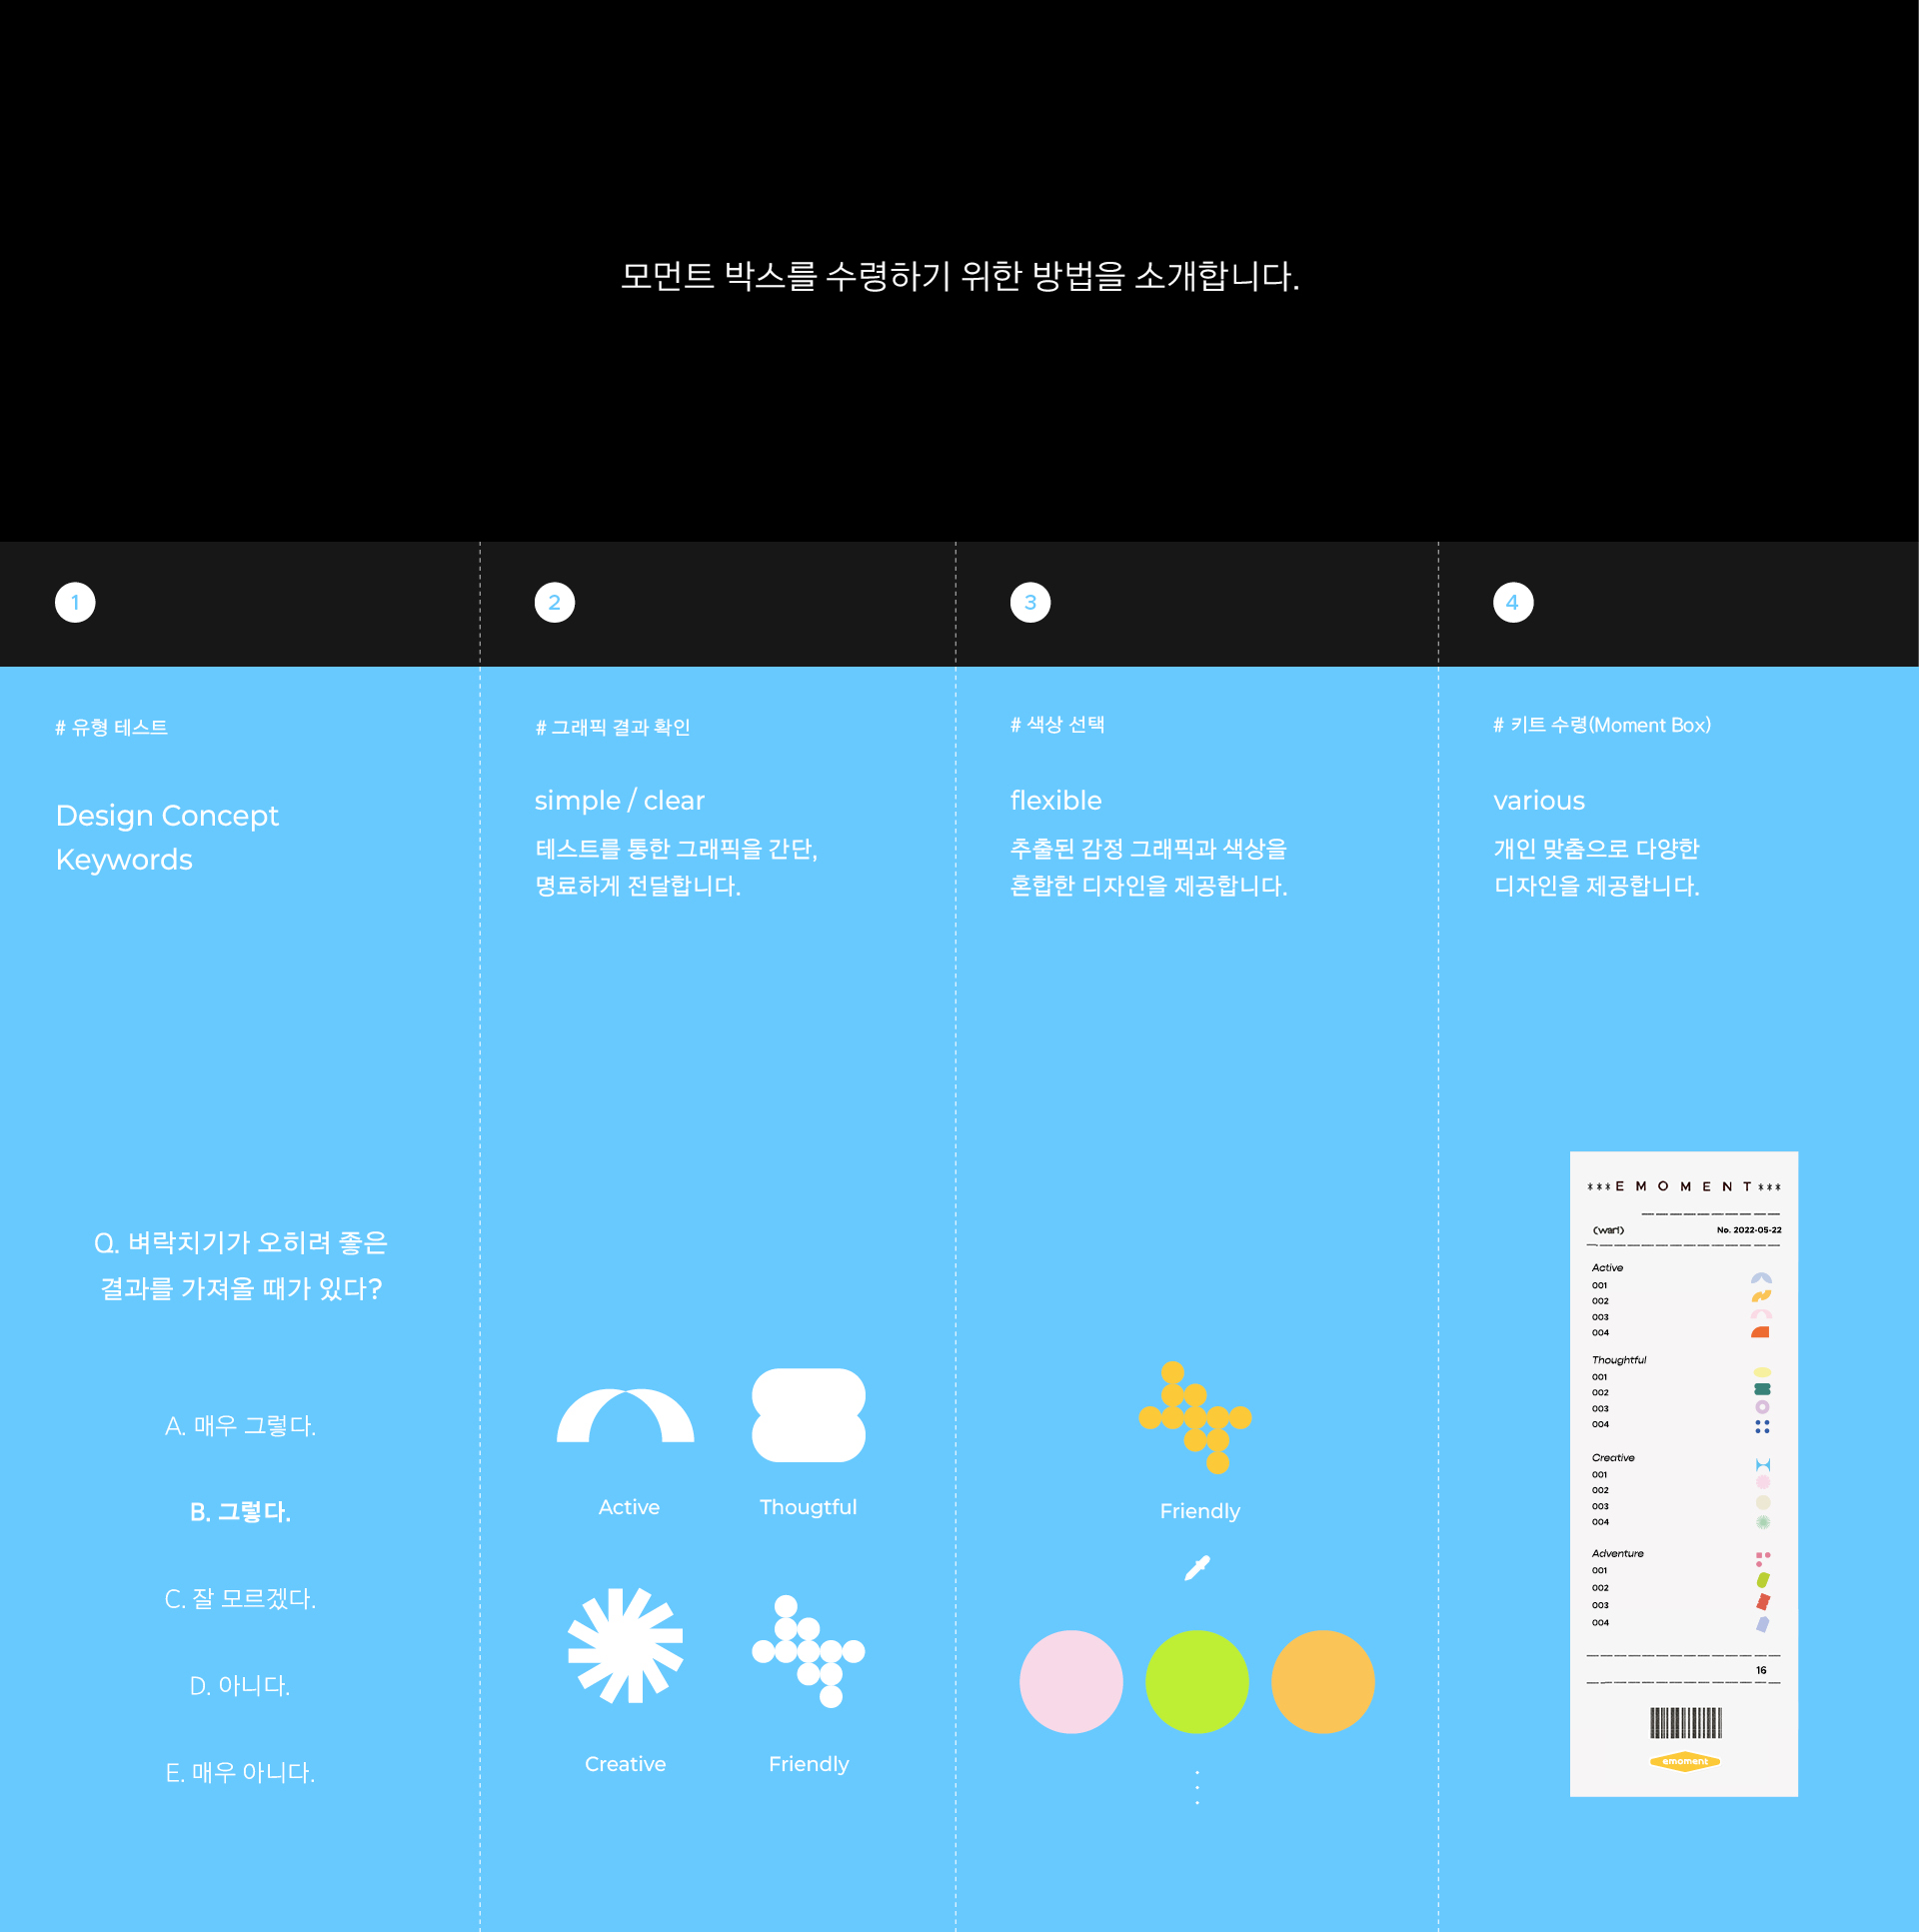 모먼트 박스를 수령하기 위한 방법을 소개합니다.
1
2
3
4
# 유형 테스트
Design Concept
Keywords
Q. 벼락치기가 오히려 좋은
결과를 가져올 때가 있다?
A. 매우 그렇다.
B. 그렇다.
C. 잘 모르겠다.
D. 아니다.
E. 매우 아니다.
# 그래픽 결과 확인
simple / clear
테스트를 통한 그래픽을 간단,
명료하게 전달합니다.
Active
Thougtful
Creative
Friendly
# 색상 선택
flexible
추출된 감정 그래픽과 색상을
혼합한 디자인을 제공합니다.
Friendly
# 키트 수령(Moment Box)
various
개인 맞춤으로 다양한
디자인을 제공합니다.
***EMOMENT***
(wari) No. 2022-05-22
Active
001
002
003
004
Thoughtful
001
002
003
004
Creative
001
002
003
004
Adventure
001
002
003
004
16
emoment